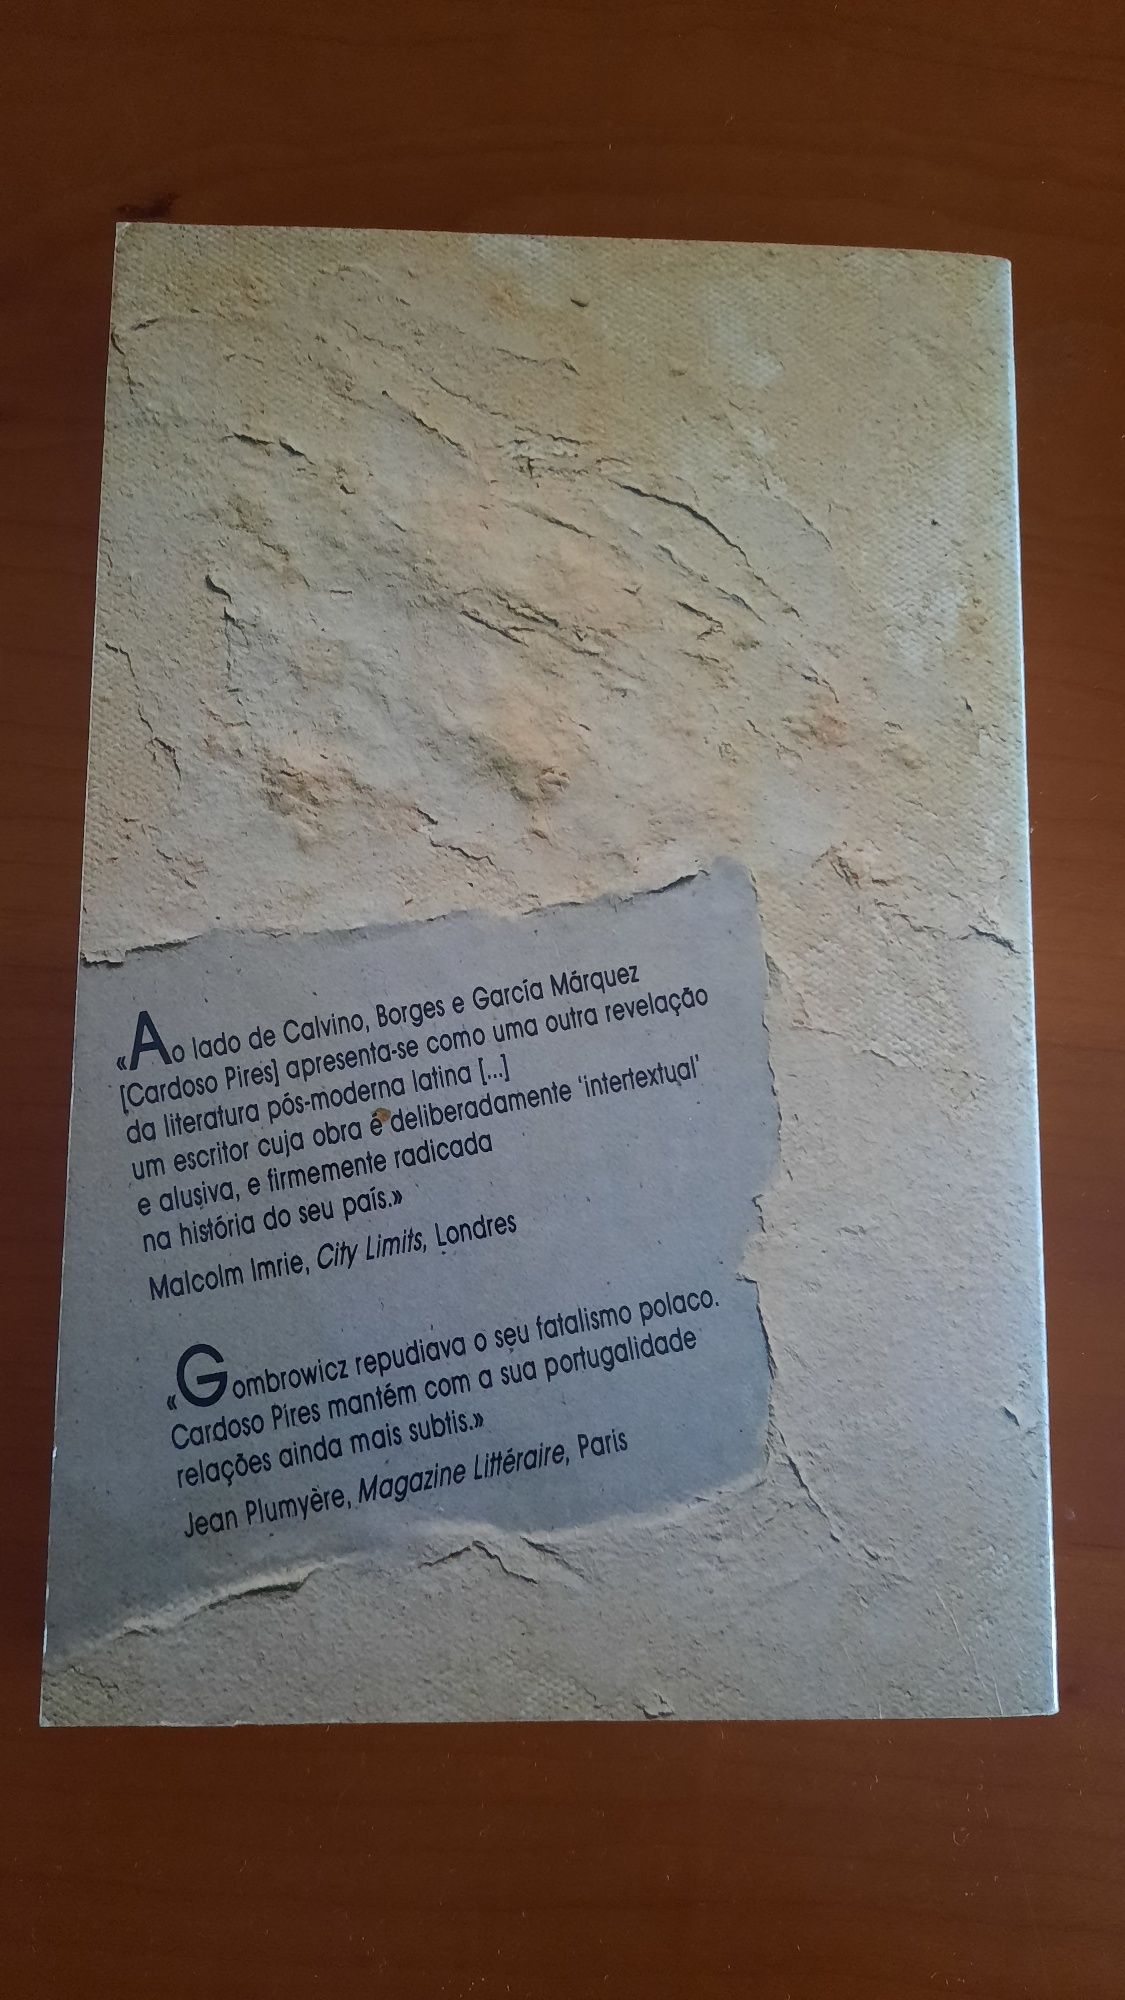 «Ao lado de Calvino, Borges e García Márquez
[Cardoso Pires] apresenta-se como uma outra revelação
da literatura pós-moderna latina [...]
um escritor cuja obra é deliberadamente 'intertextual'
e alusiva, e firmemente radicada
na história do seu país.»
Malcolm Imrie, City Limits, Londres
«Gombrowicz repudiava o seu fatalismo polaco.
Cardoso Pires mantém com a sua portugalidade
relações ainda mais subtis.»
Jean Plumyère, Magazine Littéraire, Paris